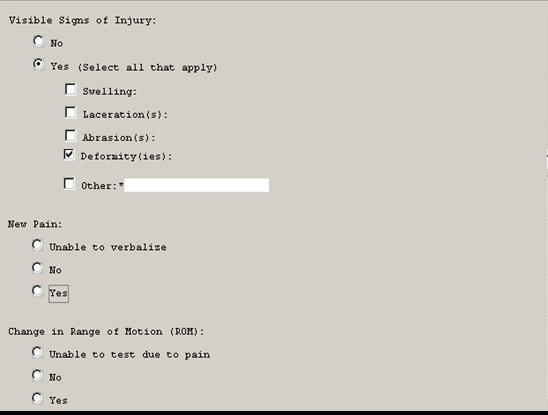 Visible Signs of Injury:
No
Yes (Select all that apply)
Swelling:
Laceration(s):
Abrasion(s):
Deformity(ies):
Other:*
New Pain:
Unable to verbalize
No
Yes
Change in Range of Motion (ROM):
Unable to test due to pain
No
Yes